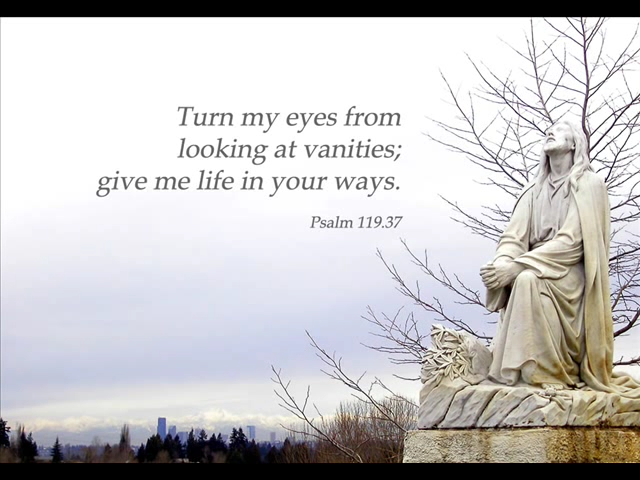 Turn my eyes from
looking at vanities;
give me life in your ways.
Psalm 119.37